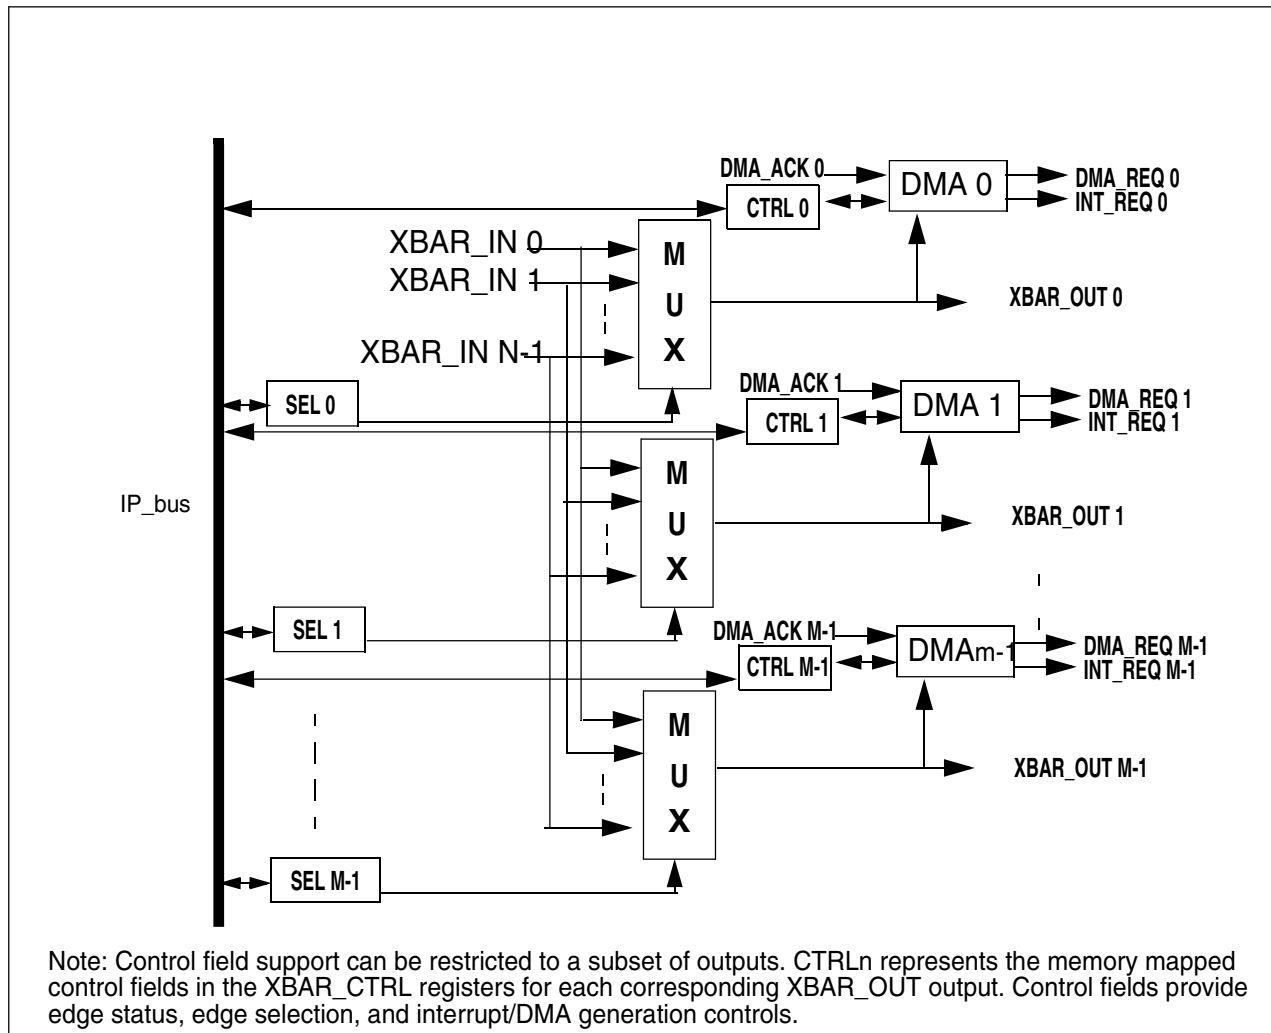 DMA_ACK 0
DMA 0
DMA_REQ 0
CTRL 0
INT_REQ 0
XBAR_IN 0
XBAR_IN 1
XBAR_IN N-1
M
U
X
XBAR_OUT 0
SEL 0
DMA_ACK 1
DMA 1
DMA_REQ 1
CTRL 1
INT_REQ 1
IP_bus
M
U
X
XBAR_OUT 1
SEL 1
DMA_ACK M-1
DMAm-1
DMA_REQ M-1
CTRL M-1
INT_REQ M-1
M
U
X
XBAR_OUT M-1
SEL M-1
Note: Control field support can be restricted to a subset of outputs. CTRLn represents the memory mapped
control fields in the XBAR_CTRL registers for each corresponding XBAR_OUT output. Control fields provide
edge status, edge selection, and interrupt/DMA generation controls.